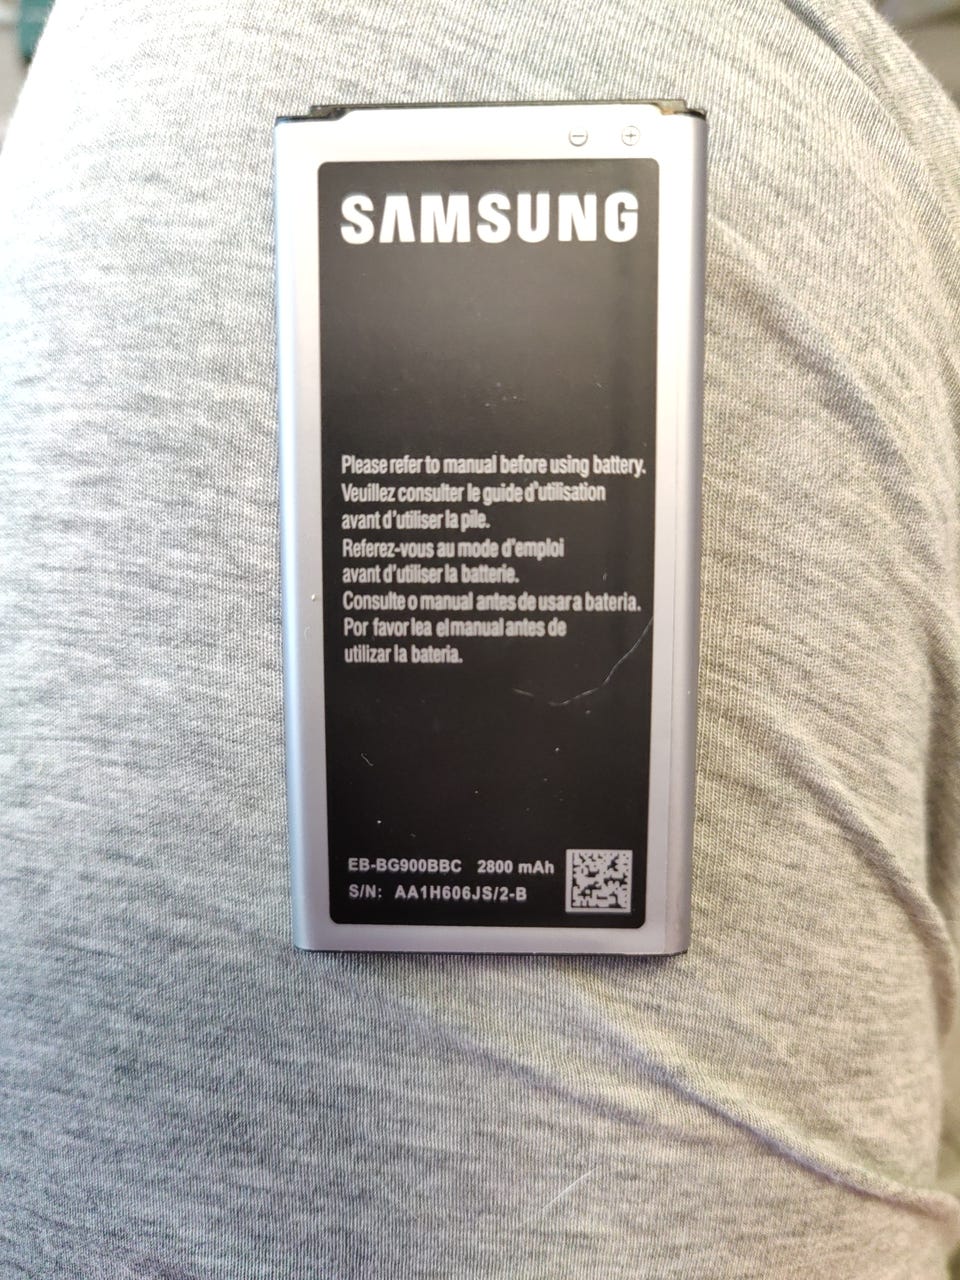 SAMSUNG
Please refer to manual before using battery.
Veuillez consulter le guide d'utilisation
avant d'utiliser la pile.
Referez-vous au mode d'emploi
avant d'utiliser la batterie.
Consulte o manual antes de usar a bateria.
Por favor lea el manual antes de
utilizar la bateria.
EB-BG900BBC 2800 mAh
S/N: AA1H606JS/2-B